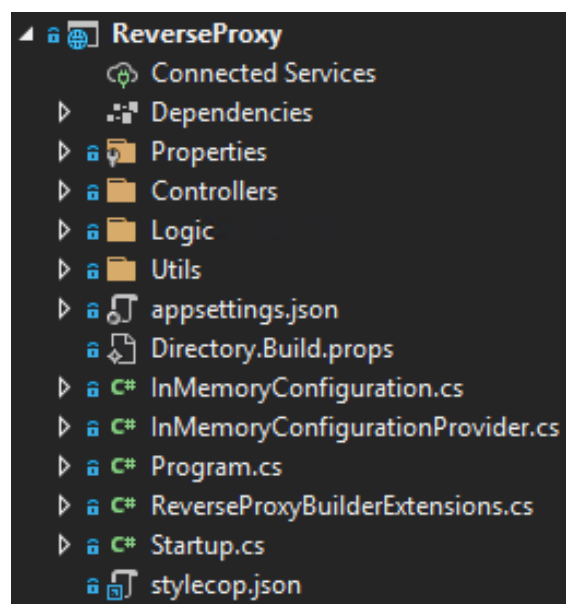 ReverseProxy
Connected Services
Dependencies
Properties
Controllers
Logic
Utils
appsettings.json
Directory.Build.props
C# InMemoryConfiguration.cs
C# InMemoryConfigurationProvider.cs
C# Program.cs
C# ReverseProxyBuilderExtensions.cs
C# Startup.cs
stylecop.json